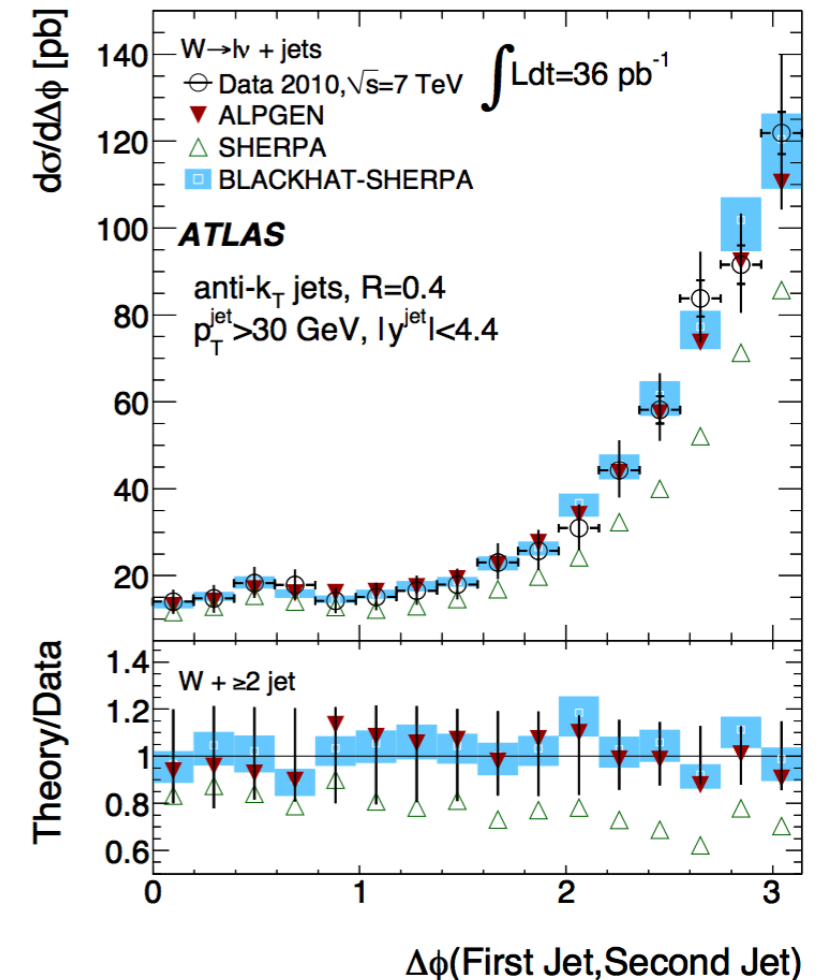 dσ/dΔϕ [pb]
140
120
100
80
60
40
20
W→lν + jets
Data 2010,√s=7 TeV
∫Ldt=36 pb⁻¹
ALPGEN
SHERPA
BLACKHAT-SHERPA
ATLAS
anti-k_T jets, R=0.4
p_T^jet>30 GeV, |y^jet|<4.4
Theory/Data
1.4
1.2
1
0.8
0.6
W + ≥2 jet
0 1 2 3
Δϕ(First Jet,Second Jet)